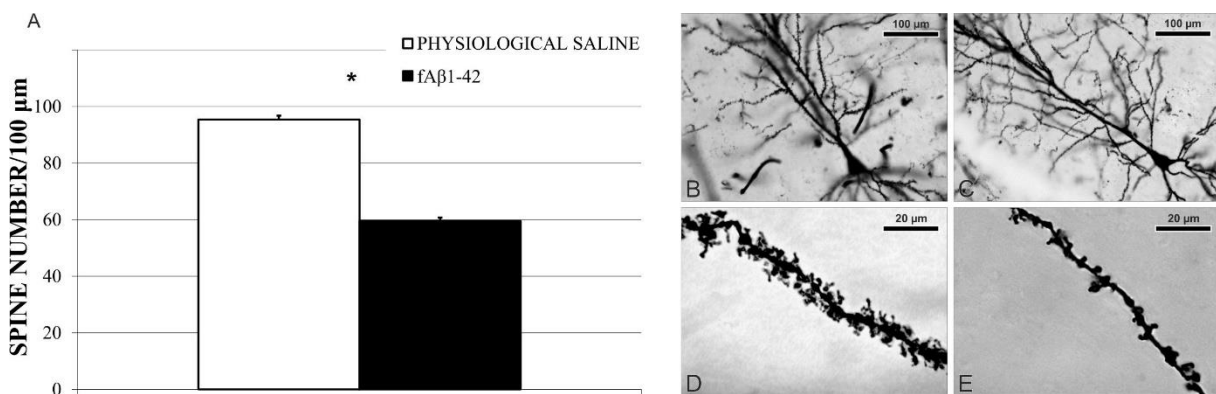 A
SPINE NUMBER/100 µm
100
80
60
40
20
0
PHYSIOLOGICAL SALINE
*
fAβ1-42
B
100 µm
C
100 µm
D
20 µm
E
20 µm